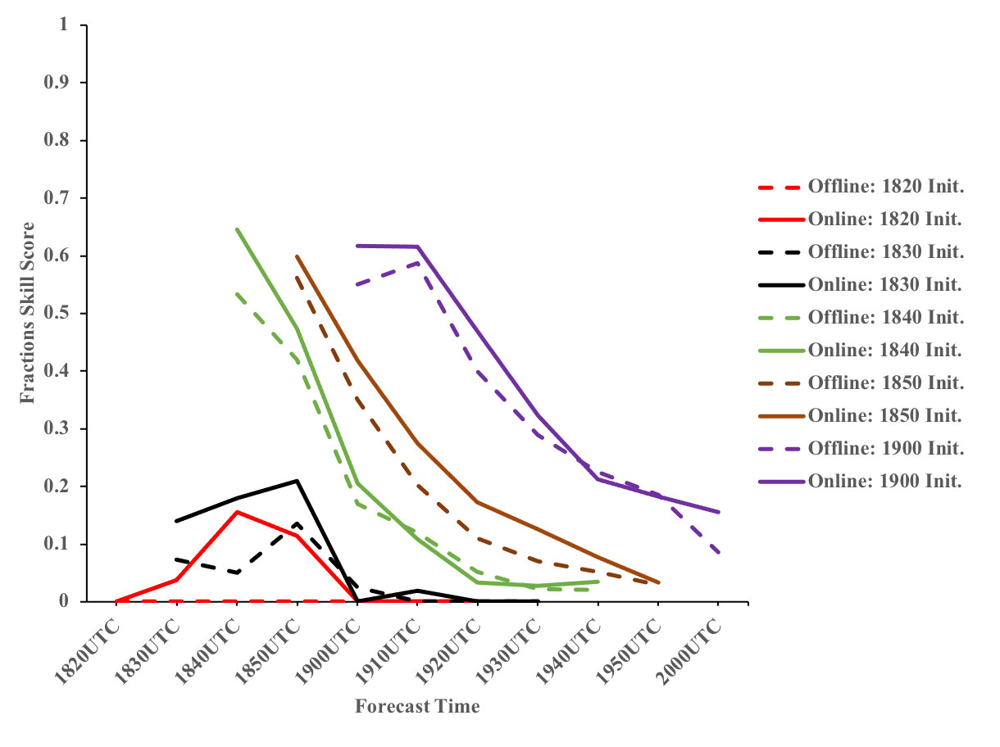 1
0.9
0.8
0.7
0.6
0.5
0.4
0.3
0.2
0.1
0
Fractions Skill Score
1820UTC
1830UTC
1840UTC
1850UTC
1900UTC
1910UTC
1920UTC
1930UTC
1940UTC
1950UTC
2000UTC
Forecast Time
Offline: 1820 Init.
Online: 1820 Init.
Offline: 1830 Init.
Online: 1830 Init.
Offline: 1840 Init.
Online: 1840 Init.
Offline: 1850 Init.
Online: 1850 Init.
Offline: 1900 Init.
Online: 1900 Init.